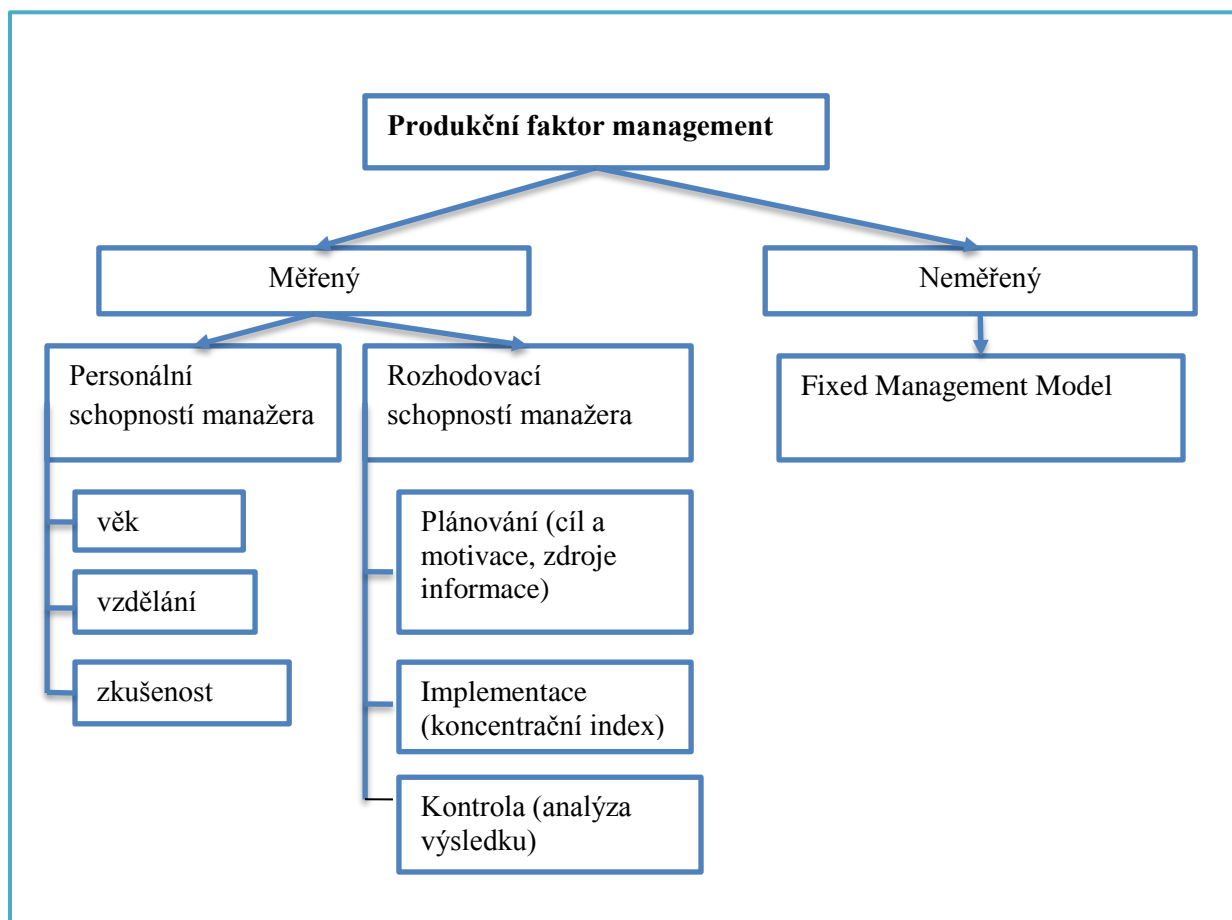 Produkční faktor management
Měřený
Neměřený
Personální
schopností manažera
Rozhodovací
schopností manažera
Fixed Management Model
věk
vzdělání
zkušenost
Plánování (cíl a
motivace, zdroje
informace)
Implementace
(koncentrační index)
Kontrola (analýza
výsledku)